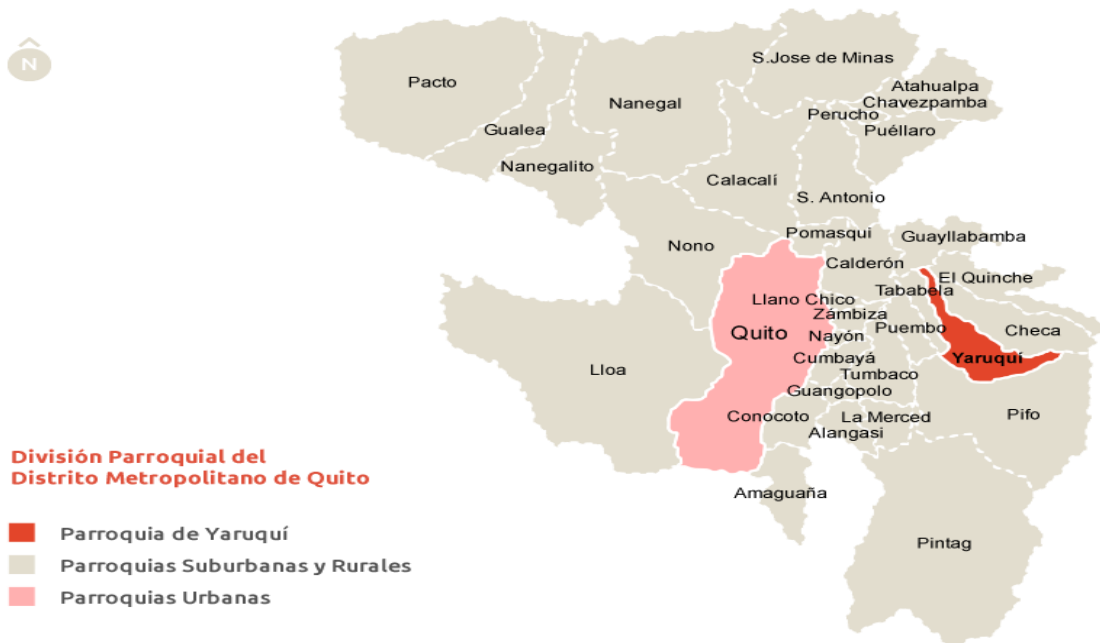 N
S.Jose de Minas
Pacto
Atahualpa
Nanegal
Chavezpamba
Perucho
Gualea
Puéllaro
Nanegalito
Calacalí
S. Antonio
Pomasqui
Guayllabamba
Nono
Calderón
El Quinche
Tababela
Llano Chico
Zámbiza
Puembo
Checa
Quito
Nayón
Cumbayá
Yaruquí
Lloa
Tumbaco
Guangopolo
Conocoto
La Merced
Pifo
Alangasi
División Parroquial del
Distrito Metropolitano de Quito
Amaguaña
Parroquia de Yaruquí
Pintag
Parroquias Suburbanas y Rurales
Parroquias Urbanas